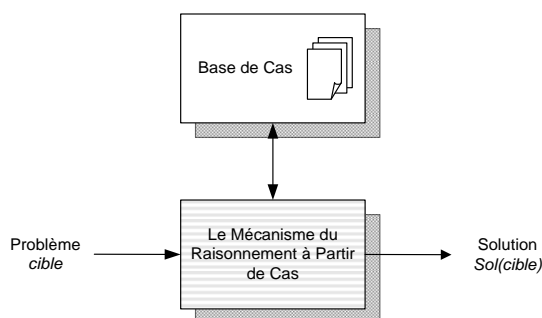 Base de Cas
Problème
cible
Le Mécanisme du
Raisonnement à Partir
de Cas
Solution
Sol(cible)